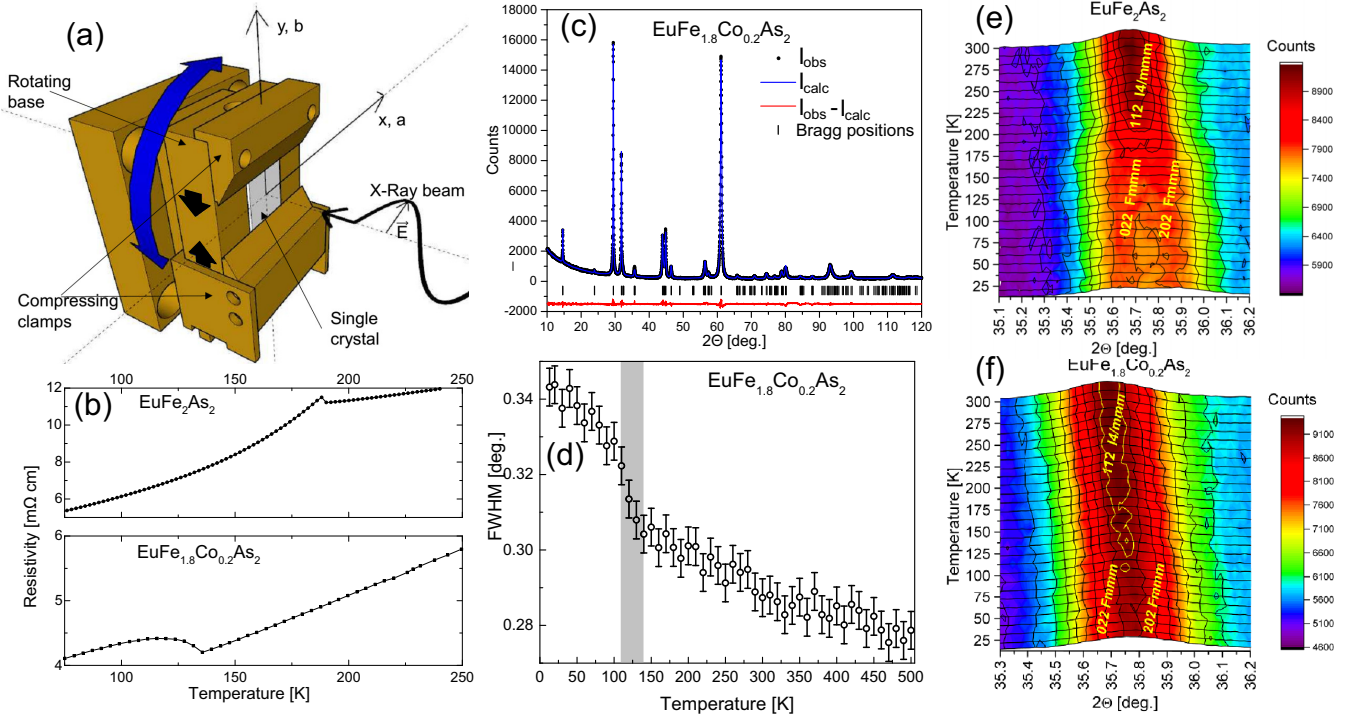 (a)
y, b
Rotating
base
x, a
X-Ray beam
E
Compressing
clamps
Single
crystal
(b)
100 150 200 250
EuFe2As2
12
10
8
6
Resistivity [mΩ cm]
EuFe1.8Co0.2As2
6
5
4
100 150 200 250
Temperature [K]
(c)
EuFe1.8Co0.2As2
Iobs
Icalc
Iobs - Icalc
Bragg positions
Counts
18000
16000
14000
12000
10000
8000
6000
4000
2000
0
-2000
10 20 30 40 50 60 70 80 90 100 110 120
2Θ [deg.]
(d)
EuFe1.8Co0.2As2
FWHM [deg.]
0.34
0.32
0.30
0.28
0 50 100 150 200 250 300 350 400 450 500
Temperature [K]
(e)
EuFe2As2
Counts
8900
8400
7900
7400
6900
6400
5900
Temperature [K]
300
275
250
225
200
175
150
125
100
75
50
25
112 I4/mmm
022 Fmmm
202 Fmmm
35.1 35.2 35.3 35.4 35.5 35.6 35.7 35.8 35.9 36.0 36.1 36.2
2Θ [deg.]
(f)
EuFe1.8Co0.2As2
Counts
9100
8600
8100
7600
7100
6600
6100
5600
5100
4600
Temperature [K]
300
275
250
225
200
175
150
125
100
75
50
25
112 I4/mmm
022 Fmmm
202 Fmmm
35.3 35.4 35.5 35.6 35.7 35.8 35.9 36.0 36.1 36.2 36.3
2Θ [deg.]